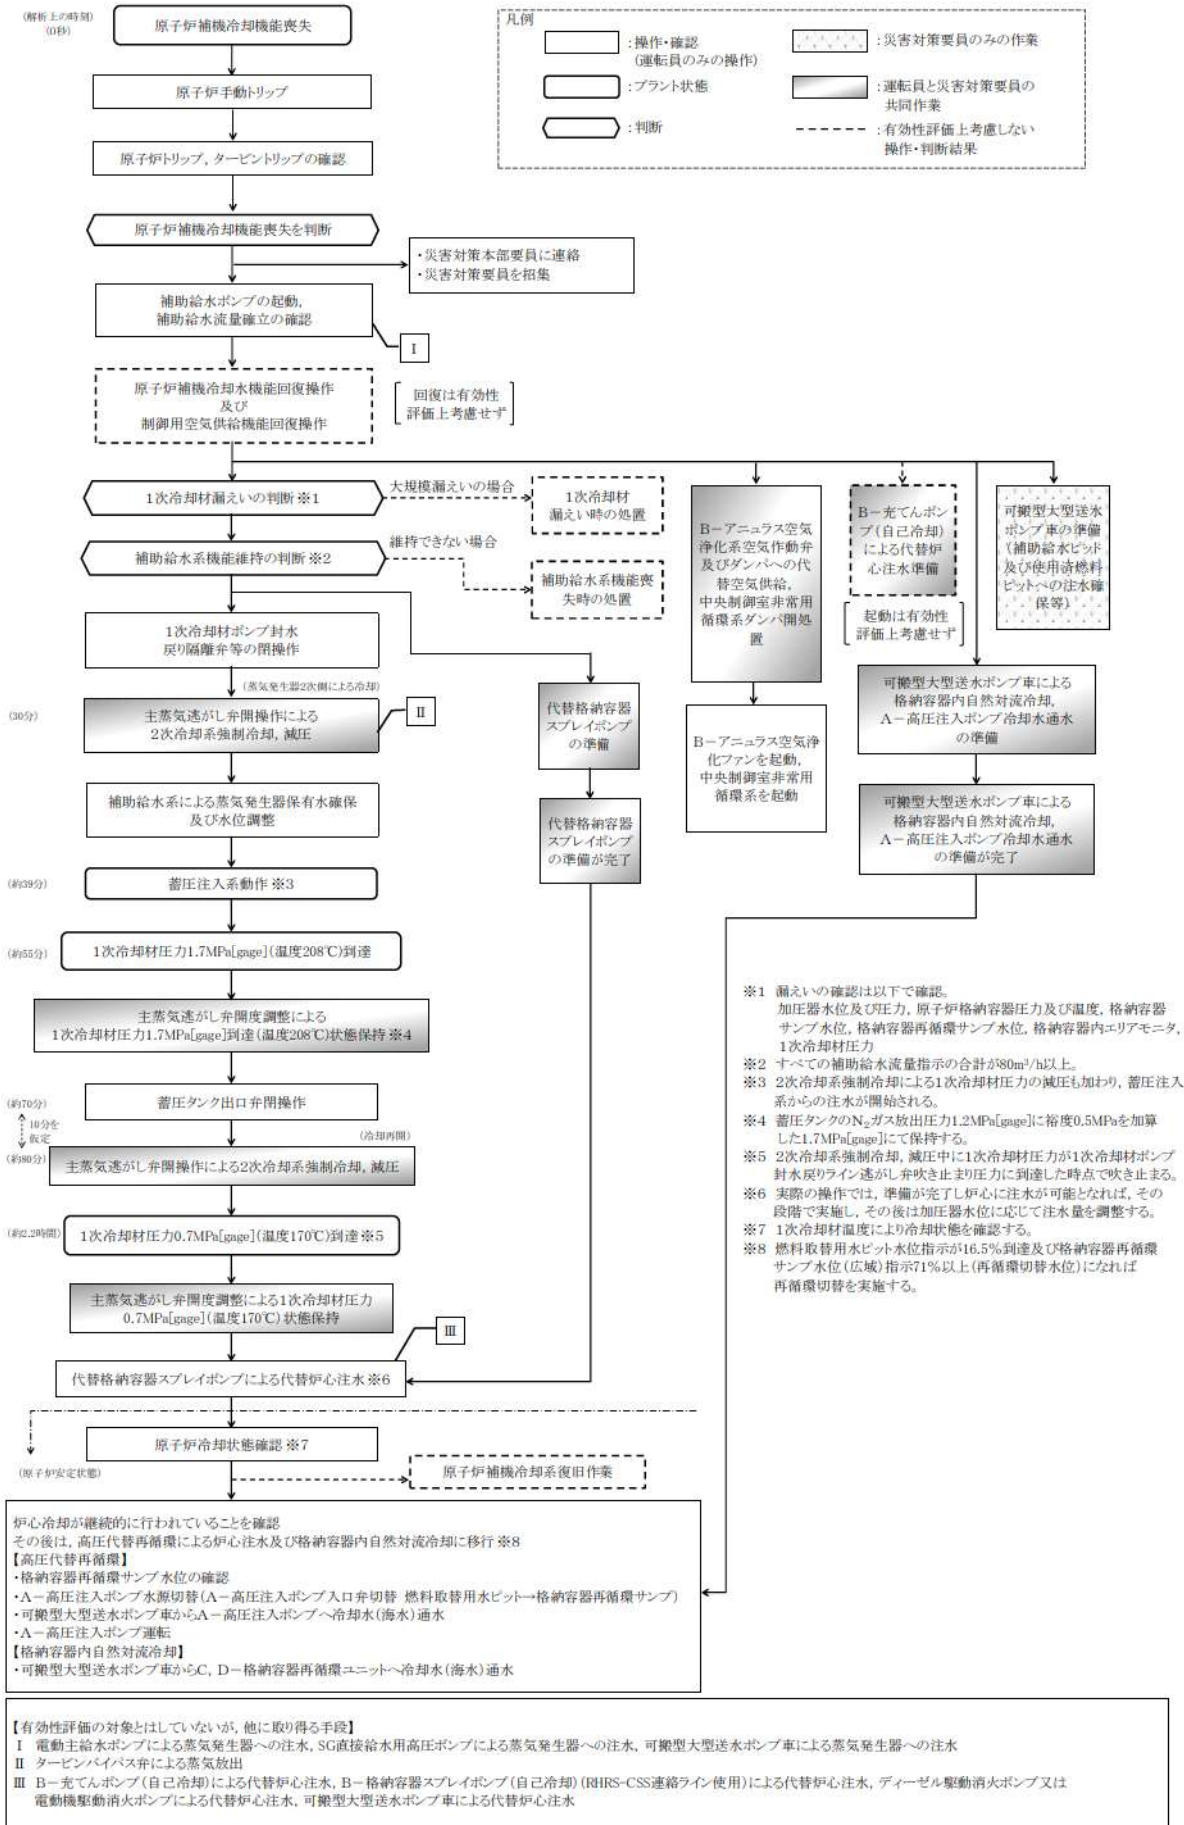 (解析上の時刻)
(0秒)
原子炉補機冷却機能喪失
凡例
:操作・確認
(運転員のみの操作)
:プラント状態
:判断
:災害対策要員のみの作業
:運転員と災害対策要員の
共同作業
:有効性評価上考慮しない
操作・判断結果
原子炉手動トリップ
原子炉トリップ, タービントリップの確認
原子炉補機冷却機能喪失を判断
・災害対策本部要員に連絡
・災害対策要員を招集
補助給水ポンプの起動,
補助給水流量確立の確認
Ⅰ
原子炉補機冷却水機能回復操作
及び
制御用空気供給機能回復操作
回復は有効性
評価上考慮せず
1次冷却材漏えいの判断※1
大規模漏えいの場合
1次冷却材
漏えい時の処置
補助給水系機能維持の判断※2
維持できない場合
補助給水系機能喪
失時の処置
B-アニュラス空気
浄化系空気作動弁
及びダンパへの代
替空気供給,
中央制御室非常用
循環系ダンパ開処
置
B-充てんポン
プ(自己冷却)
による代替炉
心注水準備
起動は有効性
評価上考慮せず
可搬型大型送水
ポンプ車の準備
(補助給水ピット
及び使用済燃料
ピットへの注水確
保等)
1次冷却材ポンプ封水
戻り隔離弁等の閉操作
(蒸気発生器2次側による冷却)
(30分)
主蒸気逃がし弁開操作による
2次冷却系強制冷却, 減圧
Ⅱ
代替格納容器
スプレイポンプ
の準備
可搬型大型送水ポンプ車による
格納容器内自然対流冷却,
A-高圧注入ポンプ冷却水通水
の準備
B-アニュラス空気浄
化ファンを起動,
中央制御室非常用
循環系を起動
補助給水系による蒸気発生器保有水確保
及び水位調整
代替格納容器
スプレイポンプ
の準備が完了
可搬型大型送水ポンプ車による
格納容器内自然対流冷却,
A-高圧注入ポンプ冷却水通水
の準備が完了
(約39分)
蓄圧注入系動作※3
(約55分)
1次冷却材圧力1.7MPa[gage](温度208℃)到達
主蒸気逃がし弁開度調整による
1次冷却材圧力1.7MPa[gage]到達(温度208℃)状態保持※4
(約70分)
蓄圧タンク出口弁閉操作
10分を
仮定
(冷却再開)
(約80分)
主蒸気逃がし弁開操作による2次冷却系強制冷却, 減圧
(約2.2時間)
1次冷却材圧力0.7MPa[gage](温度170℃)到達※5
主蒸気逃がし弁開度調整による1次冷却材圧力
0.7MPa[gage](温度170℃)状態保持
Ⅲ
代替格納容器スプレイポンプによる代替炉心注水※6
原子炉冷却状態確認※7
(原子炉安定状態)
原子炉補機冷却系復旧作業
※1 漏えいの確認は以下で確認。
加圧器水位及び圧力, 原子炉格納容器圧力及び温度, 格納容器
サンプ水位, 格納容器再循環サンプ水位, 格納容器内エリアモニタ,
1次冷却材圧力
※2 すべての補助給水流量指示の合計が80m³/h以上。
※3 2次冷却系強制冷却による1次冷却材圧力の減圧も加わり, 蓄圧注入
系からの注水が開始される。
※4 蓄圧タンクのN₂ガス放出圧力1.2MPa[gage]に裕度0.5MPaを加算
した1.7MPa[gage]にて保持する。
※5 2次冷却系強制冷却, 減圧中に1次冷却材圧力が1次冷却材ポンプ
封水戻りライン逃がし弁吹き止まり圧力に到達した時点で吹き止まる。
※6 実際の操作では, 準備が完了し炉心に注水が可能となれば, その
段階で実施し, その後は加圧器水位に応じて注水量を調整する。
※7 1次冷却材温度により冷却状態を確認する。
※8 燃料取替用水ピット水位指示が16.5%到達及び格納容器再循環
サンプ水位(広域)指示71%以上(再循環切替水位)になれば
再循環切替を実施する。
炉心冷却が継続的に行われていることを確認
その後は, 高圧代替再循環による炉心注水及び格納容器内自然対流冷却に移行※8
【高圧代替再循環】
・格納容器再循環サンプ水位の確認
・A-高圧注入ポンプ水源切替(A-高圧注入ポンプ入口弁切替 燃料取替用水ピット→格納容器再循環サンプ)
・可搬型大型送水ポンプ車からA-高圧注入ポンプへ冷却水(海水)通水
・A-高圧注入ポンプ運転
【格納容器内自然対流冷却】
・可搬型大型送水ポンプ車からC, D-格納容器再循環ユニットへ冷却水(海水)通水
【有効性評価の対象とはしていないが, 他に取り得る手段】
Ⅰ 電動主給水ポンプによる蒸気発生器への注水, SG直接給水用高圧ポンプによる蒸気発生器への注水, 可搬型大型送水ポンプ車による蒸気発生器への注水
Ⅱ タービンバイパス弁による蒸気放出
Ⅲ B-充てんポンプ(自己冷却)による代替炉心注水, B-格納容器スプレイポンプ(自己冷却)(RHRS-CSS連絡ライン使用)による代替炉心注水, ディーゼル駆動消火ポンプ又は
電動機駆動消火ポンプによる代替炉心注水, 可搬型大型送水ポンプ車による代替炉心注水